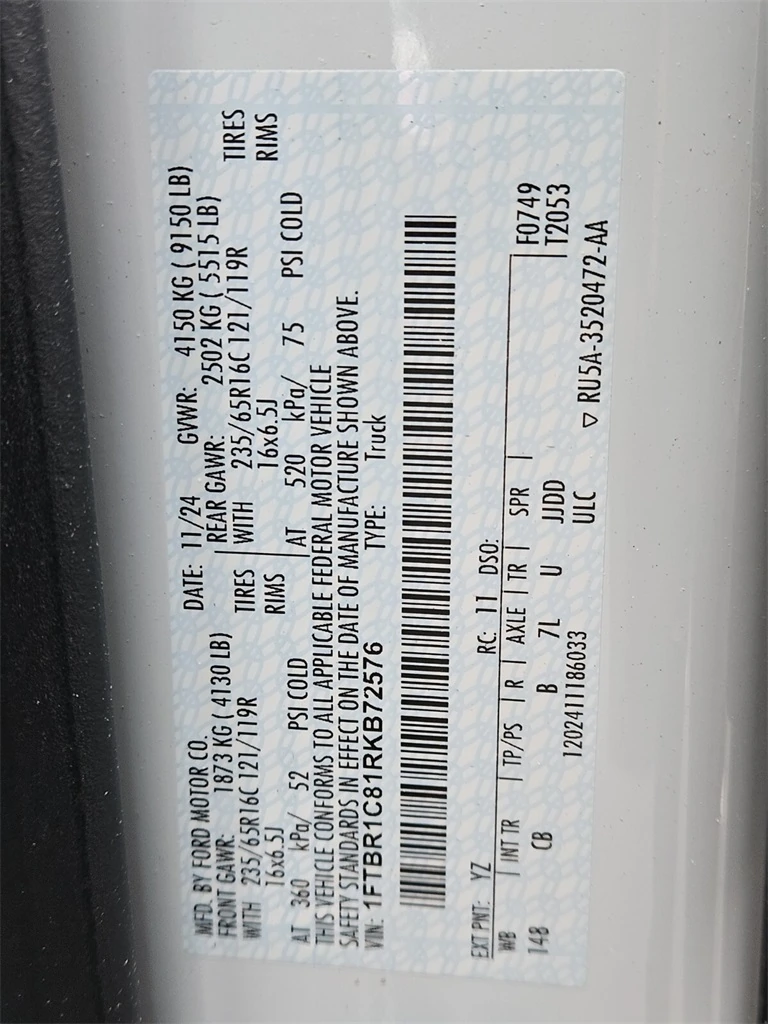 MFD. BY FORD MOTOR CO. DATE: 11/24 GVWR: 4150 KG ( 9150 LB)
FRONT GAWR: 1873 KG ( 4130 LB) REAR GAWR: 2502 KG ( 5515 LB)
WITH 235/65R16C 121/119R TIRES WITH 235/65R16C 121/119R TIRES
16x6.5J RIMS 16x6.5J RIMS
AT 360 kPa/ 52 PSI COLD AT 520 kPa/ 75 PSI COLD
THIS VEHICLE CONFORMS TO ALL APPLICABLE FEDERAL MOTOR VEHICLE
SAFETY STANDARDS IN EFFECT ON THE DATE OF MANUFACTURE SHOWN ABOVE.
VIN: 1FTBR1C81RKB72576 TYPE: Truck
EXT PNT: YZ RC: 11 DSO:
WB INT TR TP/PS R AXLE TR SPR F0749
148 CB B 7L U JJDD T2053
1202411186033 ULC ▽ RU5A-3520472-AA